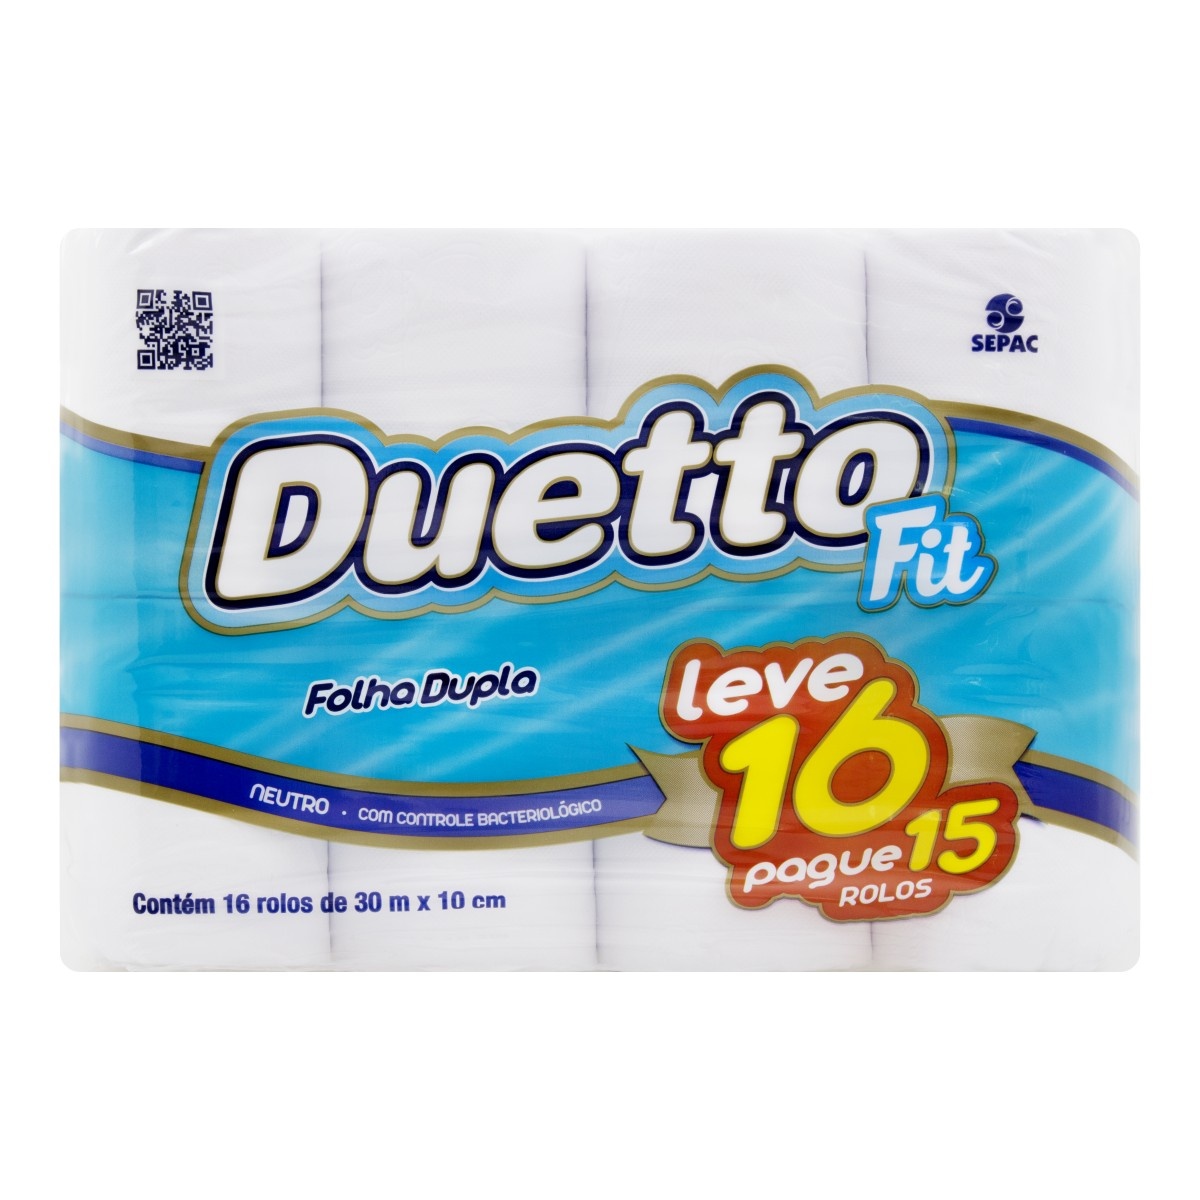 SEPAC
Duetto
Fit
Folha Dupla
leve
16
pague 15
ROLOS
NEUTRO · COM CONTROLE BACTERIOLÓGICO
Contém 16 rolos de 30 m x 10 cm